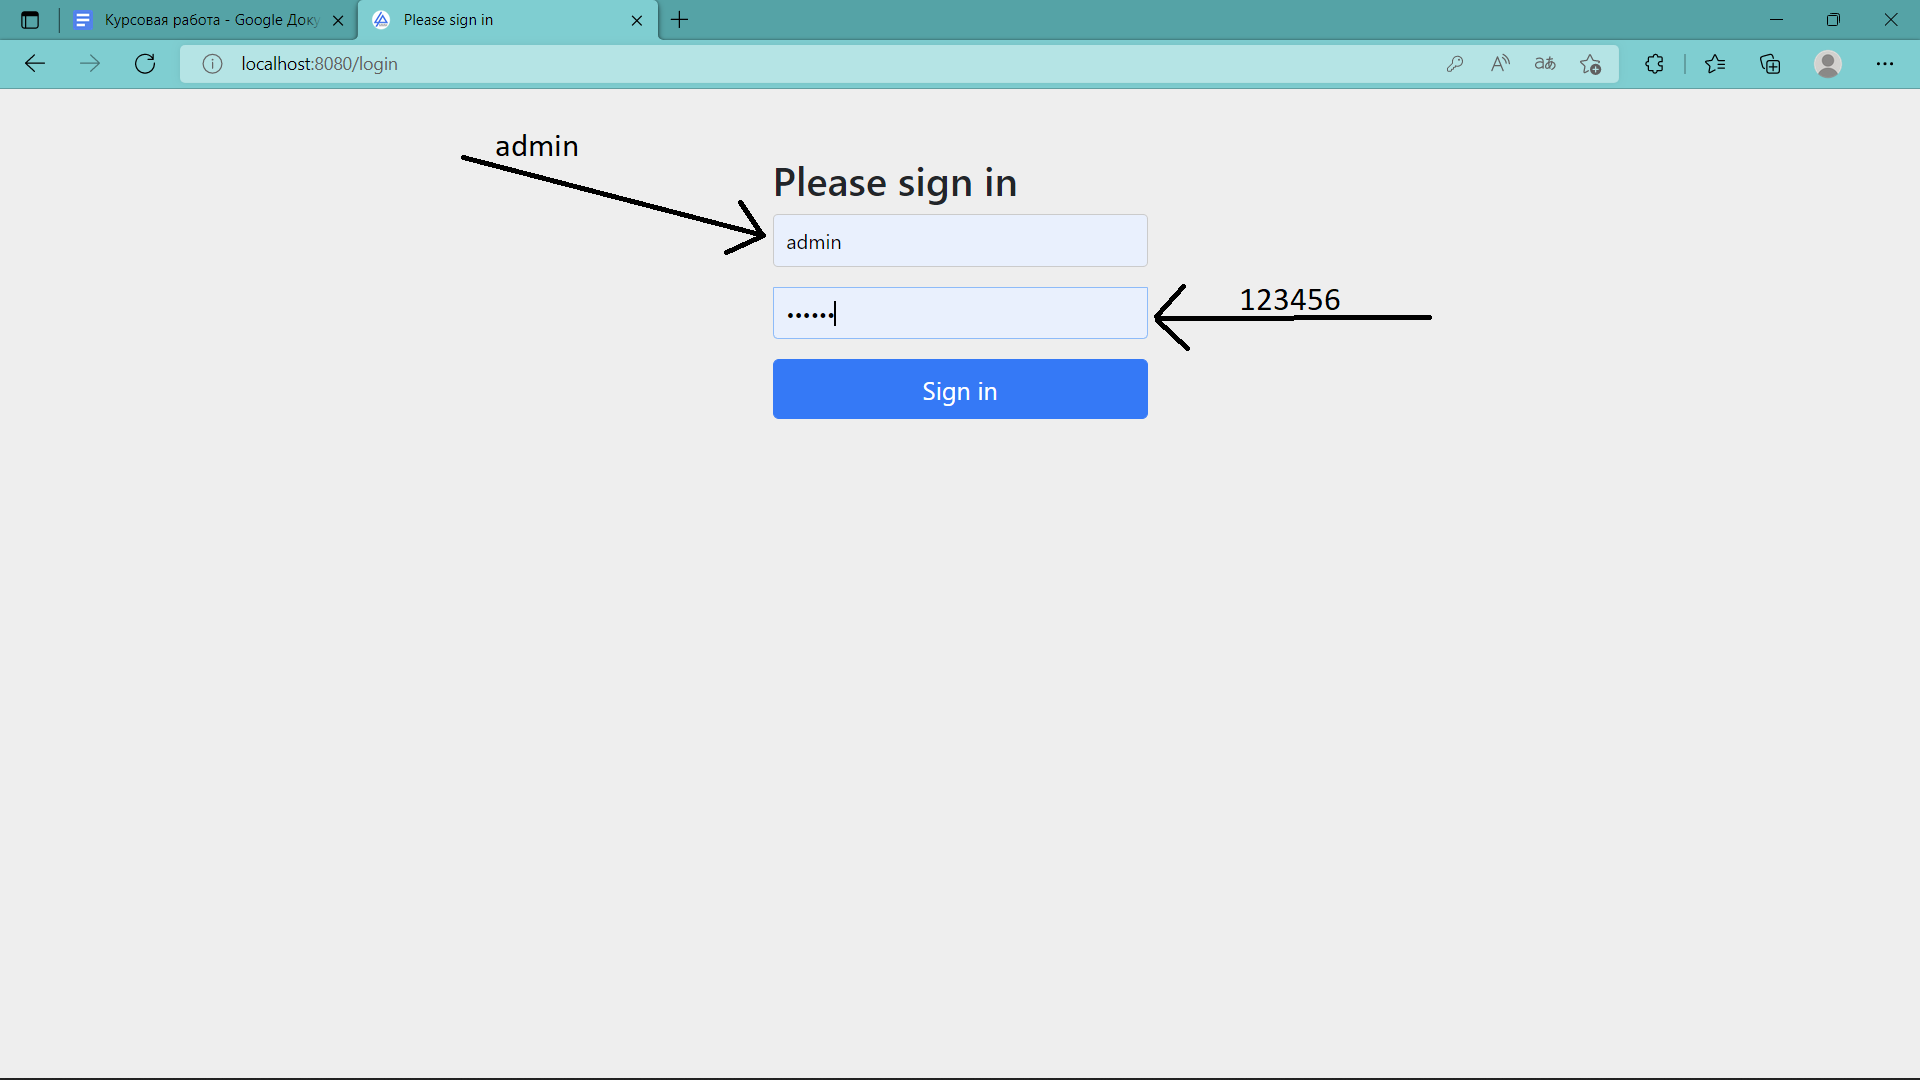 Курсовая работа - Google Доку
Please sign in
localhost:8080/login
admin
Please sign in
admin
••••••
123456
Sign in